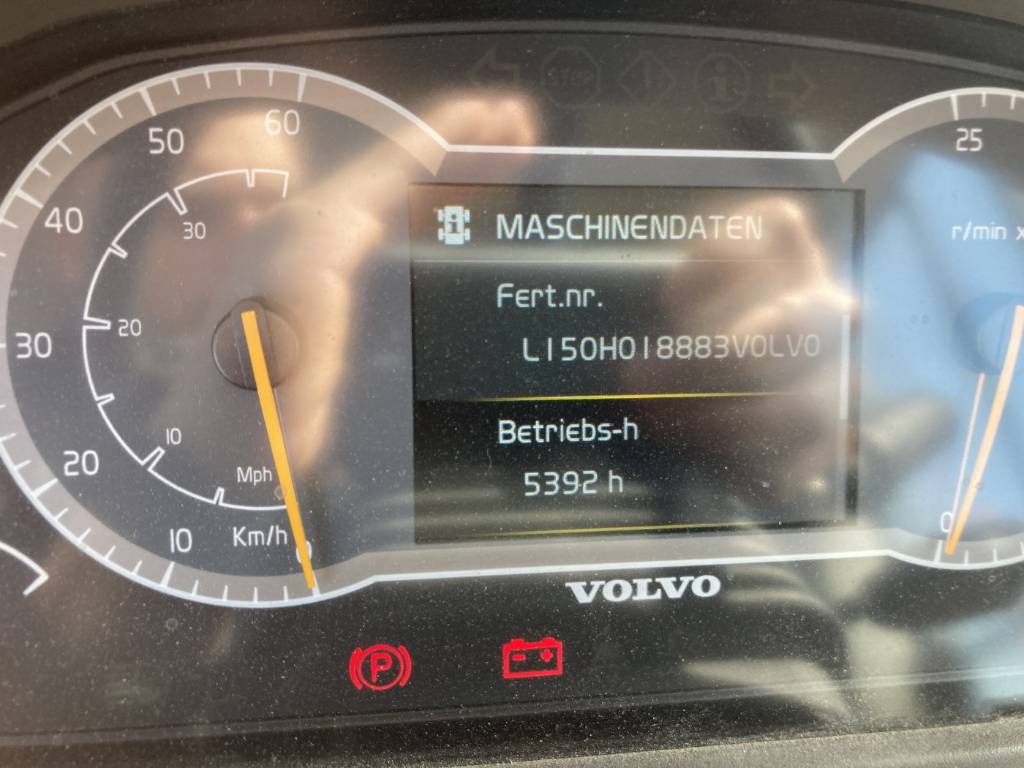 STOP
60
50
40
30
20
10
0
30
20
10
Mph
Km/h
MASCHINENDATEN
Fert.nr.
L150H018883VOLVO
Betriebs-h
5392 h
25
r/min x
0
VOLVO
P